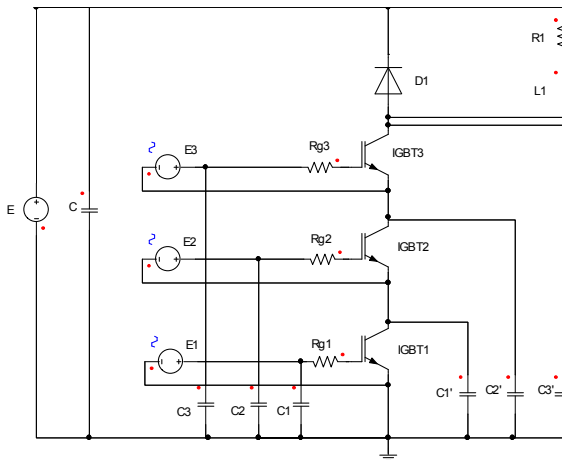 R1
D1
L1
E3
Rg3
IGBT3
E
C
E2
Rg2
IGBT2
E1
Rg1
IGBT1
C3
C2
C1
C1'
C2'
C3'